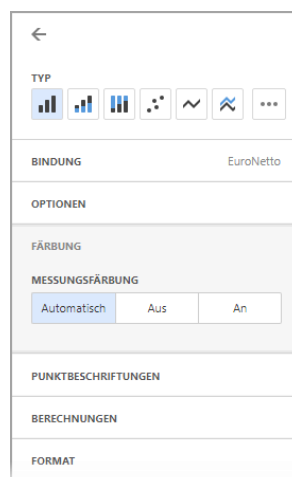 TYP
BINDUNG EuroNetto
OPTIONEN
FÄRBUNG
MESSUNGSFÄRBUNG
Automatisch Aus An
PUNKTBESCHRIFTUNGEN
BERECHNUNGEN
FORMAT